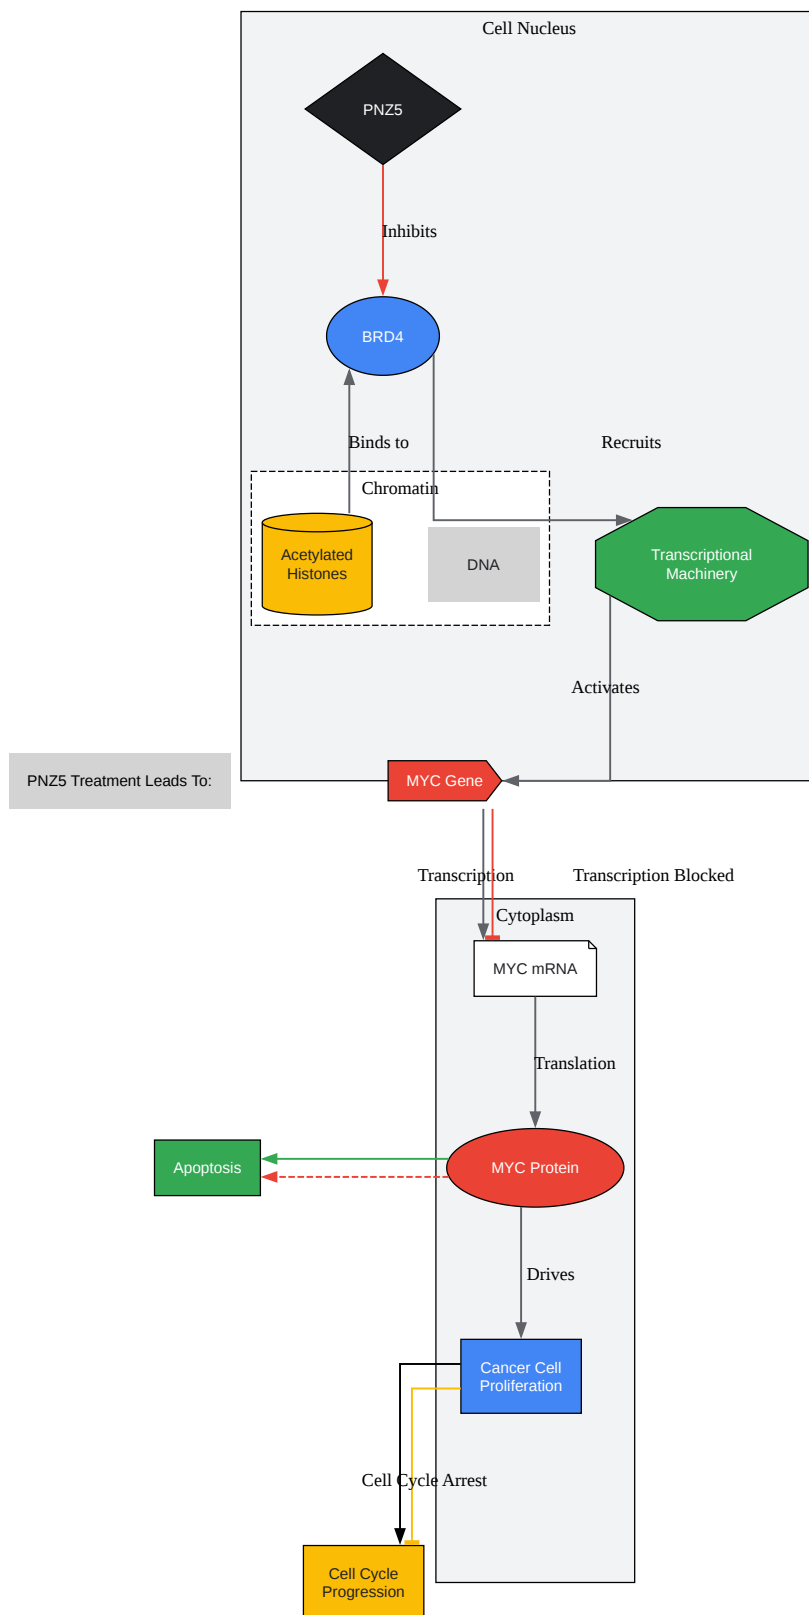 Cell Nucleus
PNZ5
Inhibits
BRD4
Binds to
Recruits
Chromatin
Acetylated
Histones
DNA
Transcriptional
Machinery
Activates
PNZ5 Treatment Leads To:
MYC Gene
Transcription
Transcription Blocked
Cytoplasm
MYC mRNA
Translation
Apoptosis
MYC Protein
Drives
Cancer Cell
Proliferation
Cell Cycle Arrest
Cell Cycle
Progression